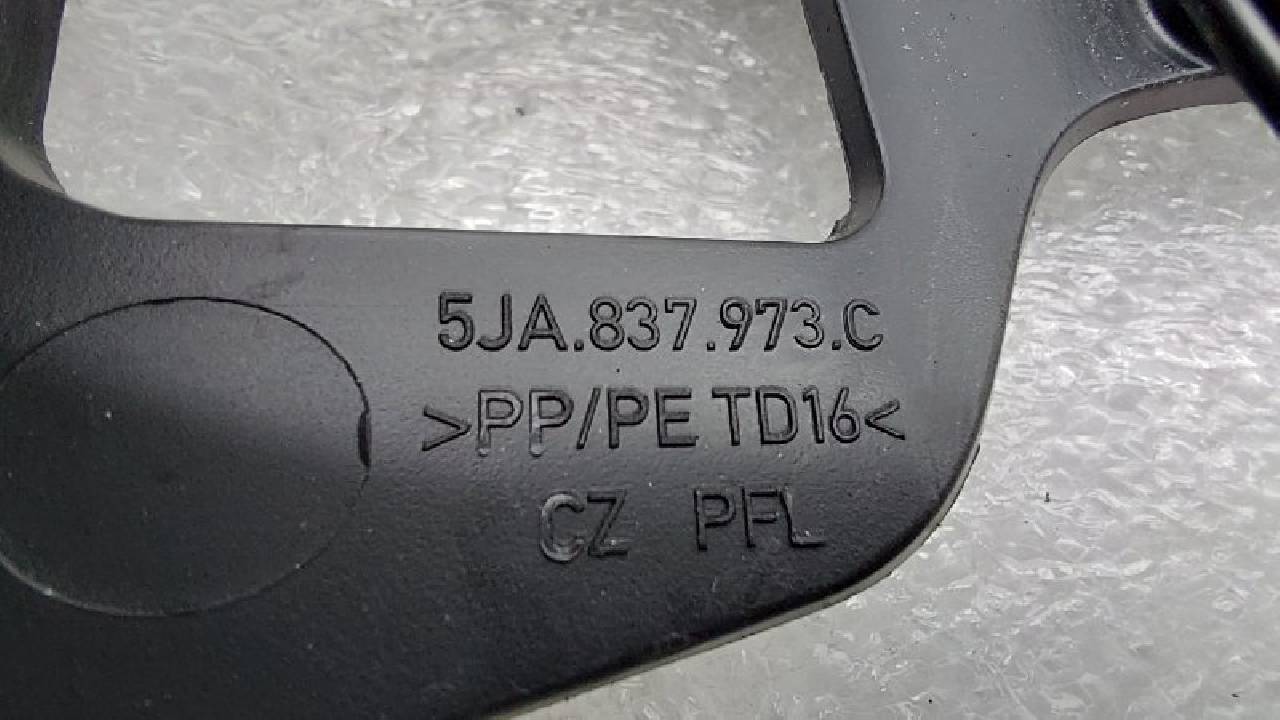 5JA.837.973.C
>PP/PE TD16<
CZ PFL